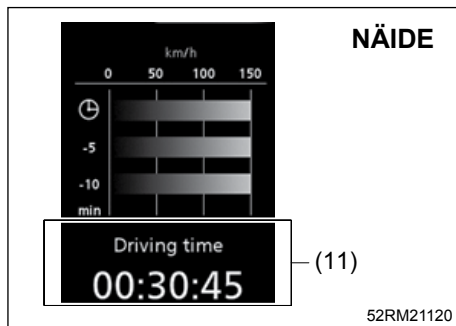 NÄIDE
km/h
0 50 100 150
-5
-10
min
Driving time
00:30:45
(11)
52RM21120